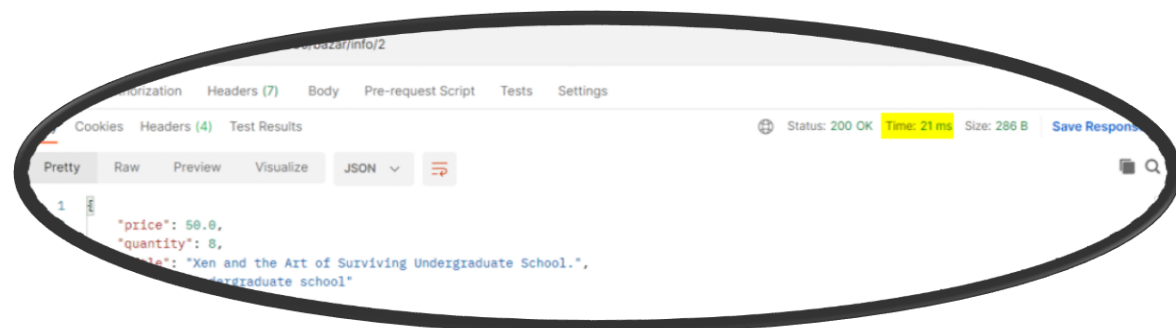 /bazar/info/2
Headers (7) Body Pre-request Script Tests Settings
Cookies Headers (4) Test Results Status: 200 OK Time: 21 ms Size: 286 B Save Response
Pretty Raw Preview Visualize JSON
1
"price": 50.0,
"quantity": 8,
"Xen and the Art of Surviving Undergraduate School.",
school"